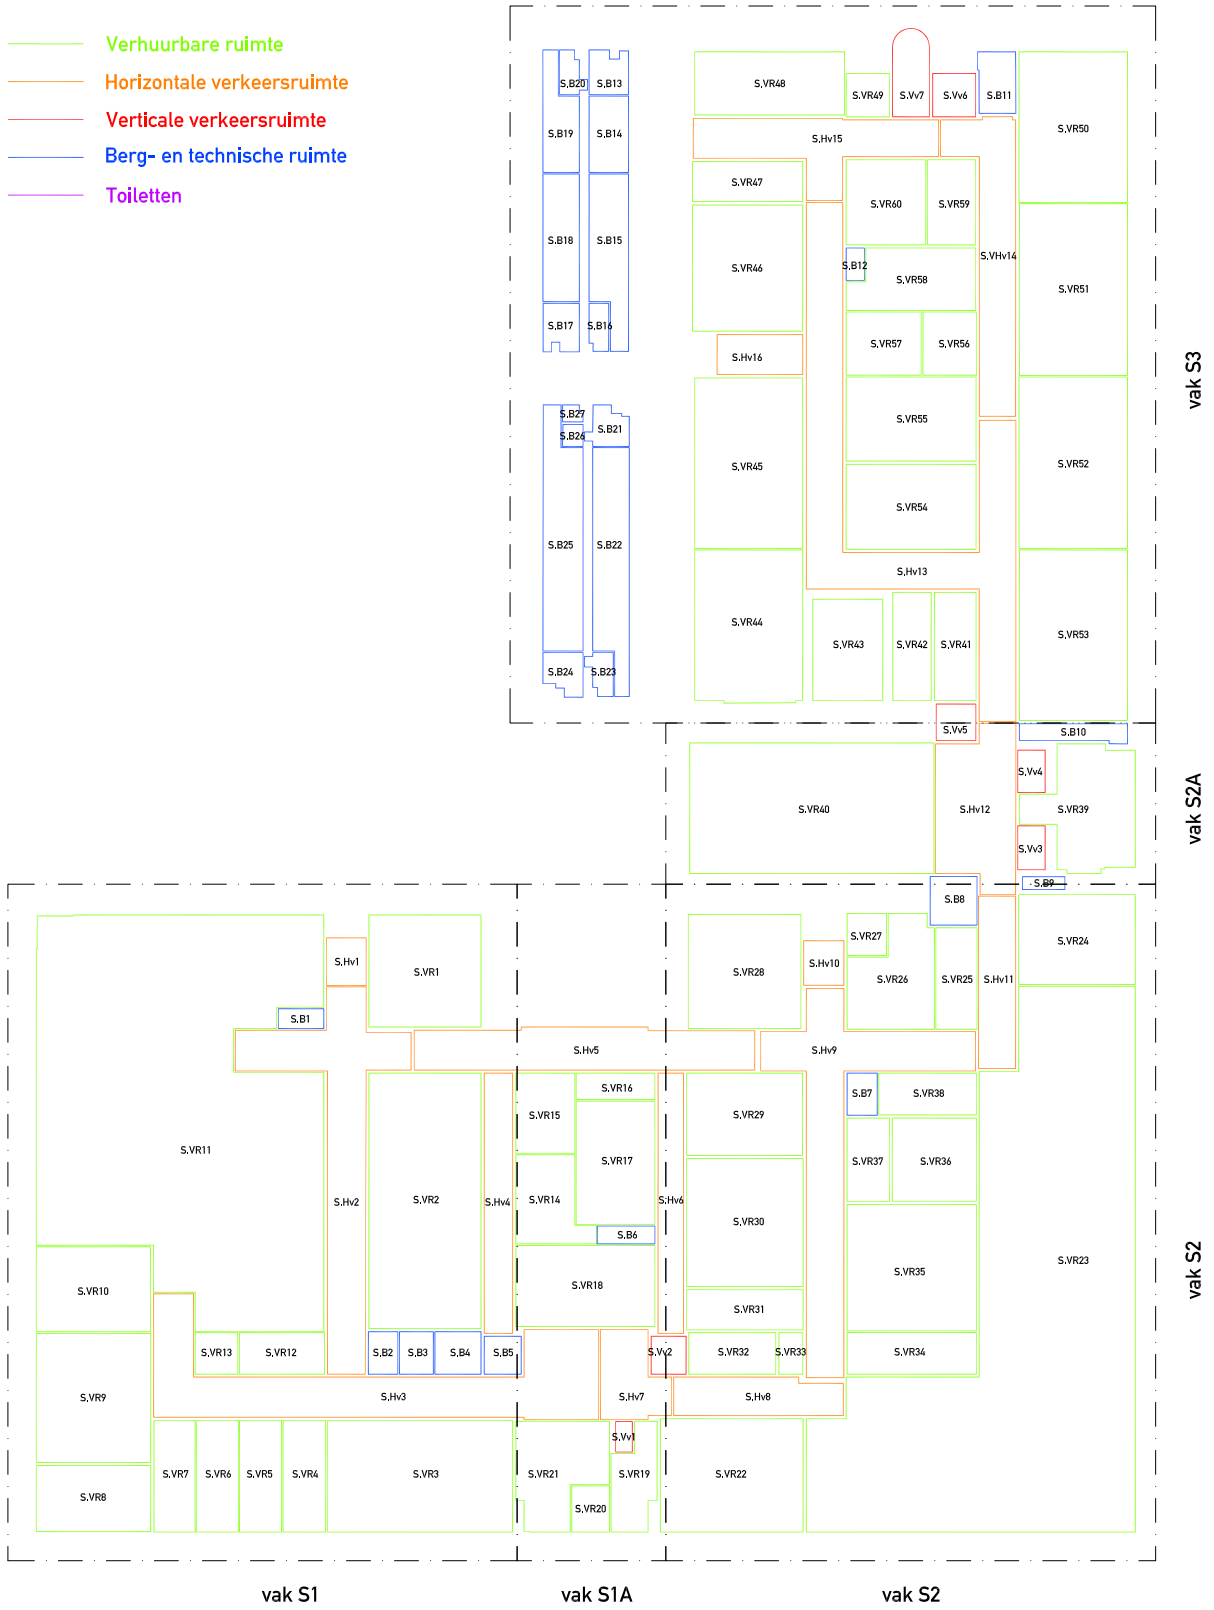 Verhuurbare ruimte
Horizontale verkeersruimte
Verticale verkeersruimte
Berg- en technische ruimte
Toiletten
S.B20 S.B13 S.VR48 S.VR49 S.Vv7 S.Vv6 S.B11
S.B19 S.B14 S.Hv15 S.VR50
S.VR47
S.VR60 S.VR59
S.B18 S.B15 S.VR46 S.B12 S.VR58 S.VHv14 S.VR51
S.B17 S.B16 S.VR57 S.VR56
S.Hv16
vak S3
S.B27
S.B26 S.B21 S.VR55
S.VR45 S.VR52
S.VR54
S.B25 S.B22
S.Hv13
S.VR44 S.VR43 S.VR42 S.VR41 S.VR53
S.B24 S.B23
S.Vv5 S.B10
S.Vv4
S.VR40 S.Hv12 S.VR39
vak S2A
S.Vv3
S.B9
S.B8
S.Hv1 S.VR1 S.VR28 S.Hv10 S.VR27 S.VR26 S.VR25 S.Hv11 S.VR24
S.B1
S.Hv5 S.Hv9
S.VR16 S.B7 S.VR38
S.VR15 S.VR29
S.VR11 S.VR17 S.VR37 S.VR36
S.Hv2 S.VR2 S.Hv4 S.VR14 S.Hv6 S.VR30
S.B6
S.VR35 S.VR23
vak S2
S.VR10 S.VR18 S.VR31
S.VR13 S.VR12 S.B2 S.B3 S.B4 S.B5 S.Vv2 S.VR32 S.VR33 S.VR34
S.VR9 S.Hv3 S.Hv7 S.Hv8
S.Vv1
S.VR7 S.VR6 S.VR5 S.VR4 S.VR3 S.VR21 S.VR19 S.VR22
S.VR8 S.VR20
vak S1 vak S1A vak S2